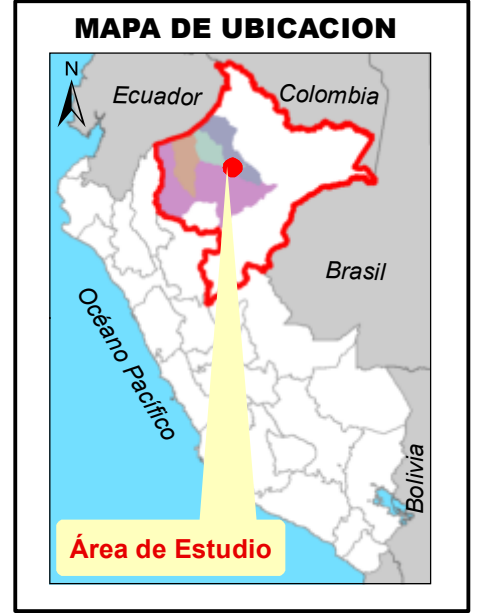 MAPA DE UBICACION
N
Ecuador
Colombia
Brasil
Océano Pacífico
Bolivia
Área de Estudio